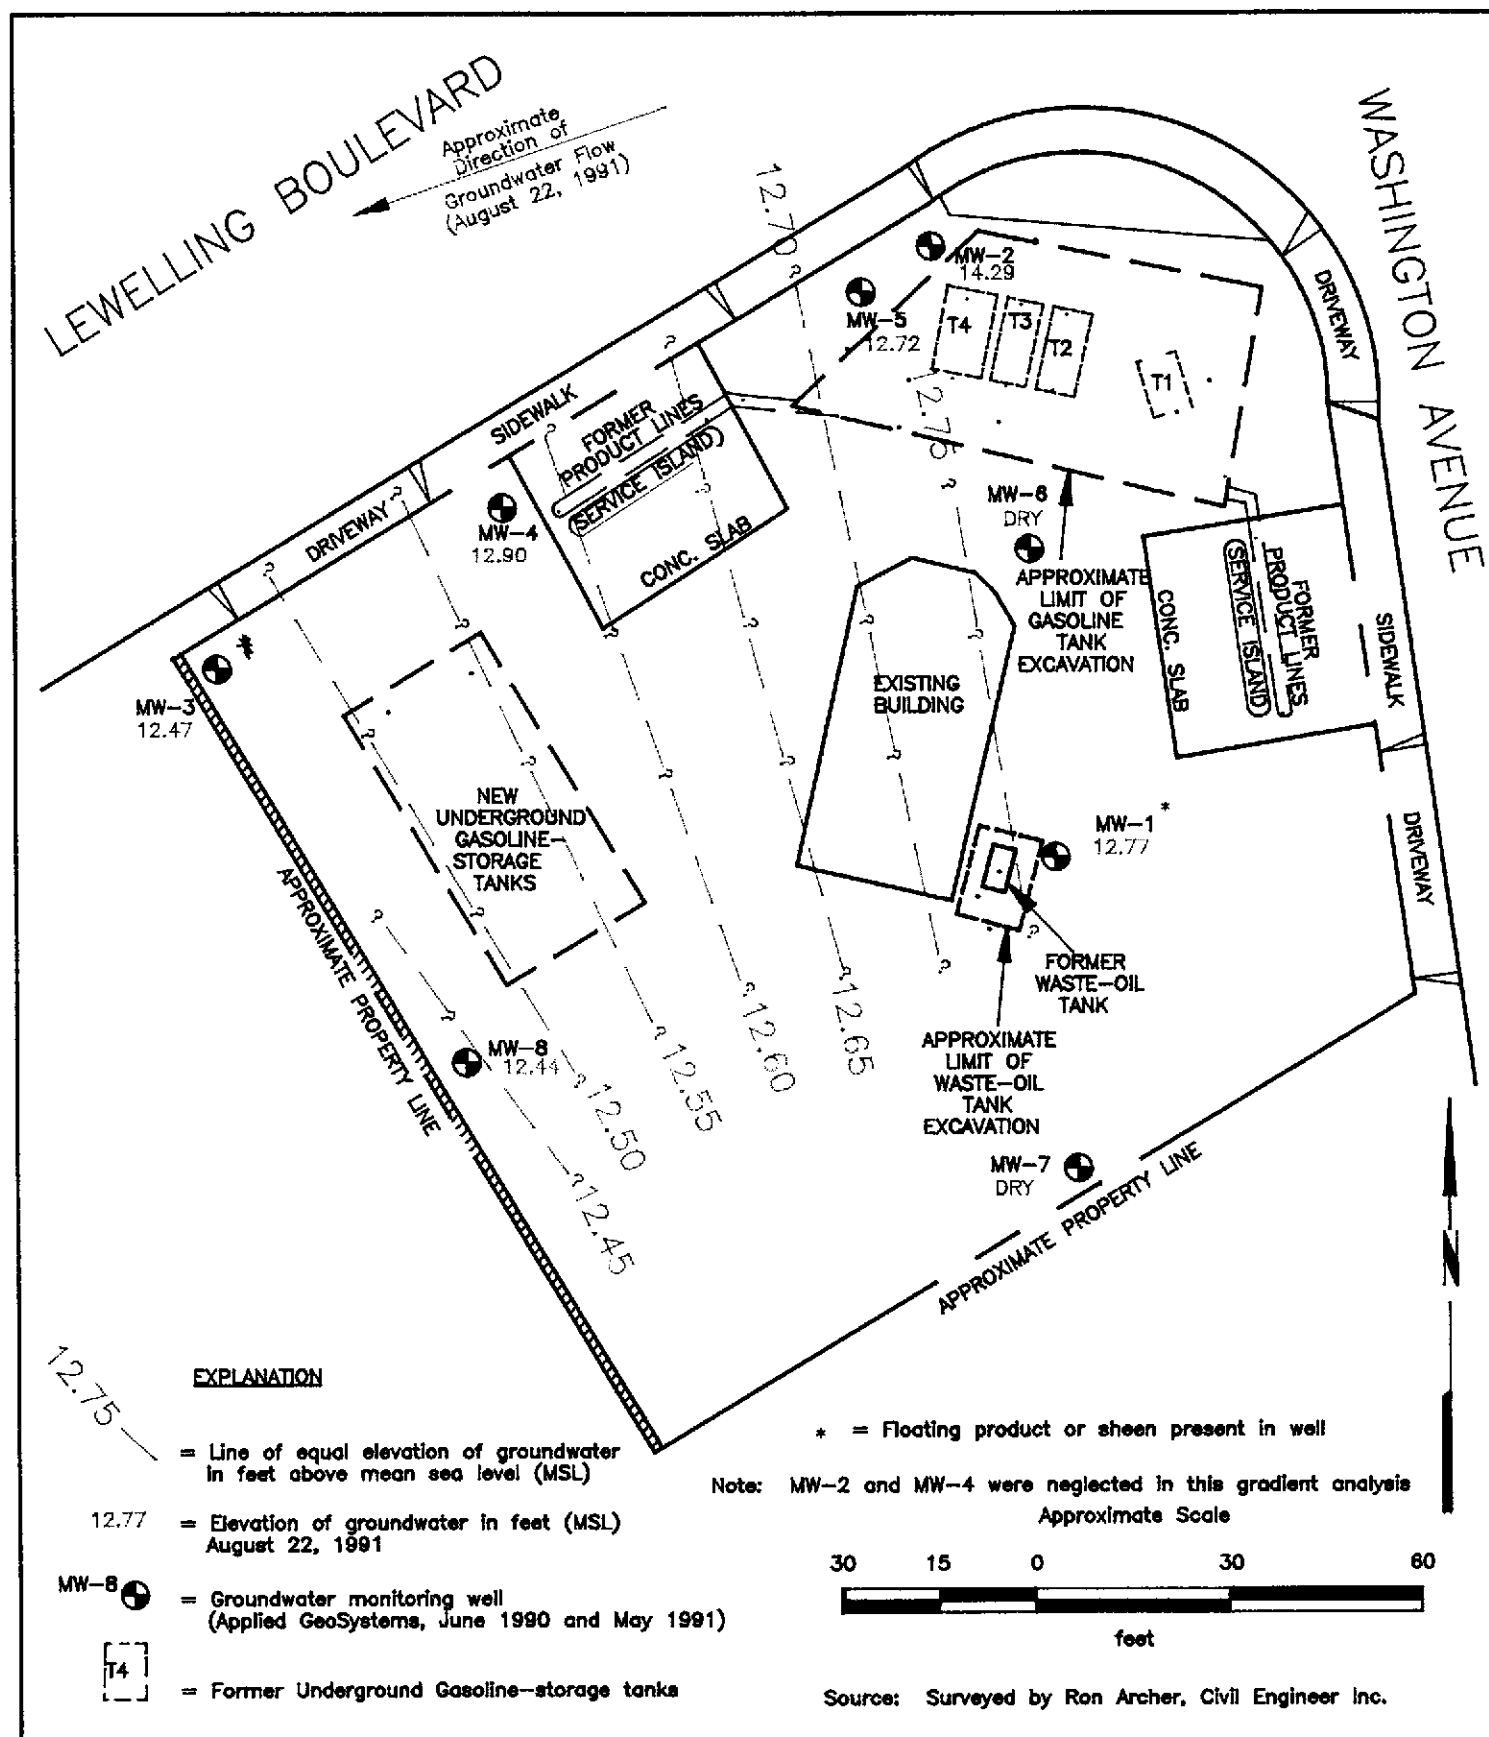 LEWELLING BOULEVARD
Approximate
Direction of
Groundwater Flow
(August 22, 1991)
WASHINGTON AVENUE
12.70
MW-2
14.29
MW-5
12.72
T4
T3
T2
T1
DRIVEWAY
SIDEWALK
FORMER
PRODUCT LINES
(SERVICE ISLAND)
CONC. SLAB
12.75
MW-6
DRY
APPROXIMATE
LIMIT OF
GASOLINE
TANK
EXCAVATION
DRIVEWAY
MW-4
12.90
FORMER
PRODUCT LINES
(SERVICE ISLAND)
CONC. SLAB
SIDEWALK
MW-3
12.47
*
EXISTING
BUILDING
NEW
UNDERGROUND
GASOLINE-
STORAGE
TANKS
MW-1 *
12.77
DRIVEWAY
APPROXIMATE PROPERTY LINE
FORMER
WASTE-OIL
TANK
APPROXIMATE
LIMIT OF
WASTE-OIL
TANK
EXCAVATION
MW-8
12.44
12.65
12.60
12.55
12.50
12.45
MW-7
DRY
APPROXIMATE PROPERTY LINE
N
12.75
EXPLANATION
= Line of equal elevation of groundwater
in feet above mean sea level (MSL)
12.77 = Elevation of groundwater in feet (MSL)
August 22, 1991
MW-8 = Groundwater monitoring well
(Applied GeoSystems, June 1990 and May 1991)
T4 = Former Underground Gasoline-storage tanks
* = Floating product or sheen present in well
Note: MW-2 and MW-4 were neglected in this gradient analysis
Approximate Scale
30 15 0 30 60
feet
Source: Surveyed by Ron Archer, Civil Engineer Inc.